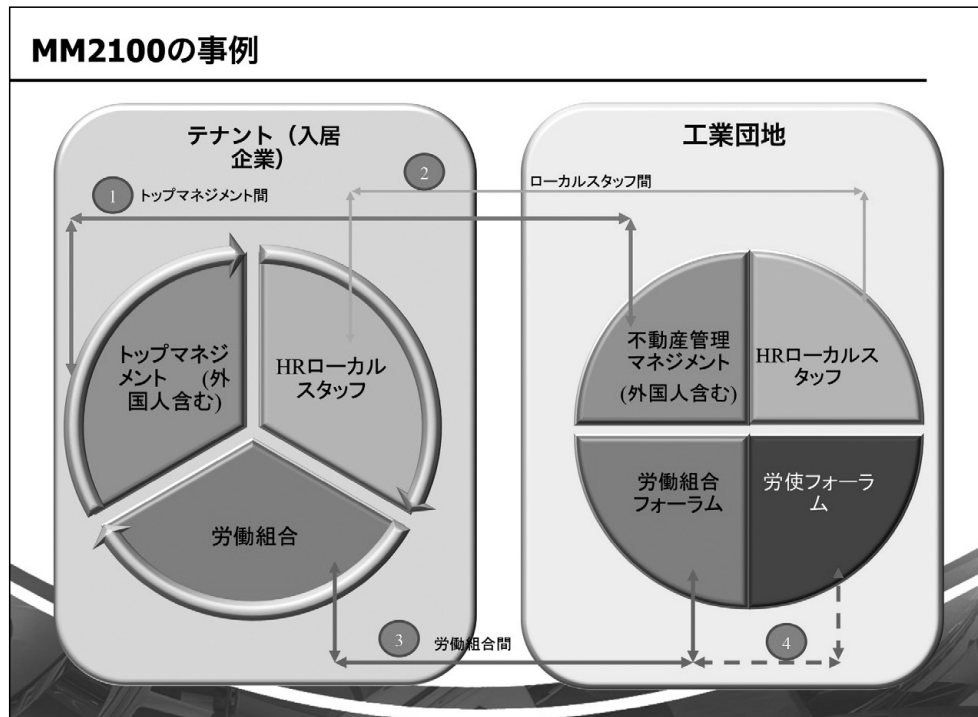 MM2100の事例
テナント（入居
企業）
工業団地
1
トップマネジメント間
2
ローカルスタッフ間
トップマネジ
メント　（外
国人含む）
HRローカル
スタッフ
労働組合
不動産管理
マネジメント
(外国人含む)
HRローカルス
タッフ
労働組合
フォーラム
労使フォーラ
ム
3
労働組合間
4